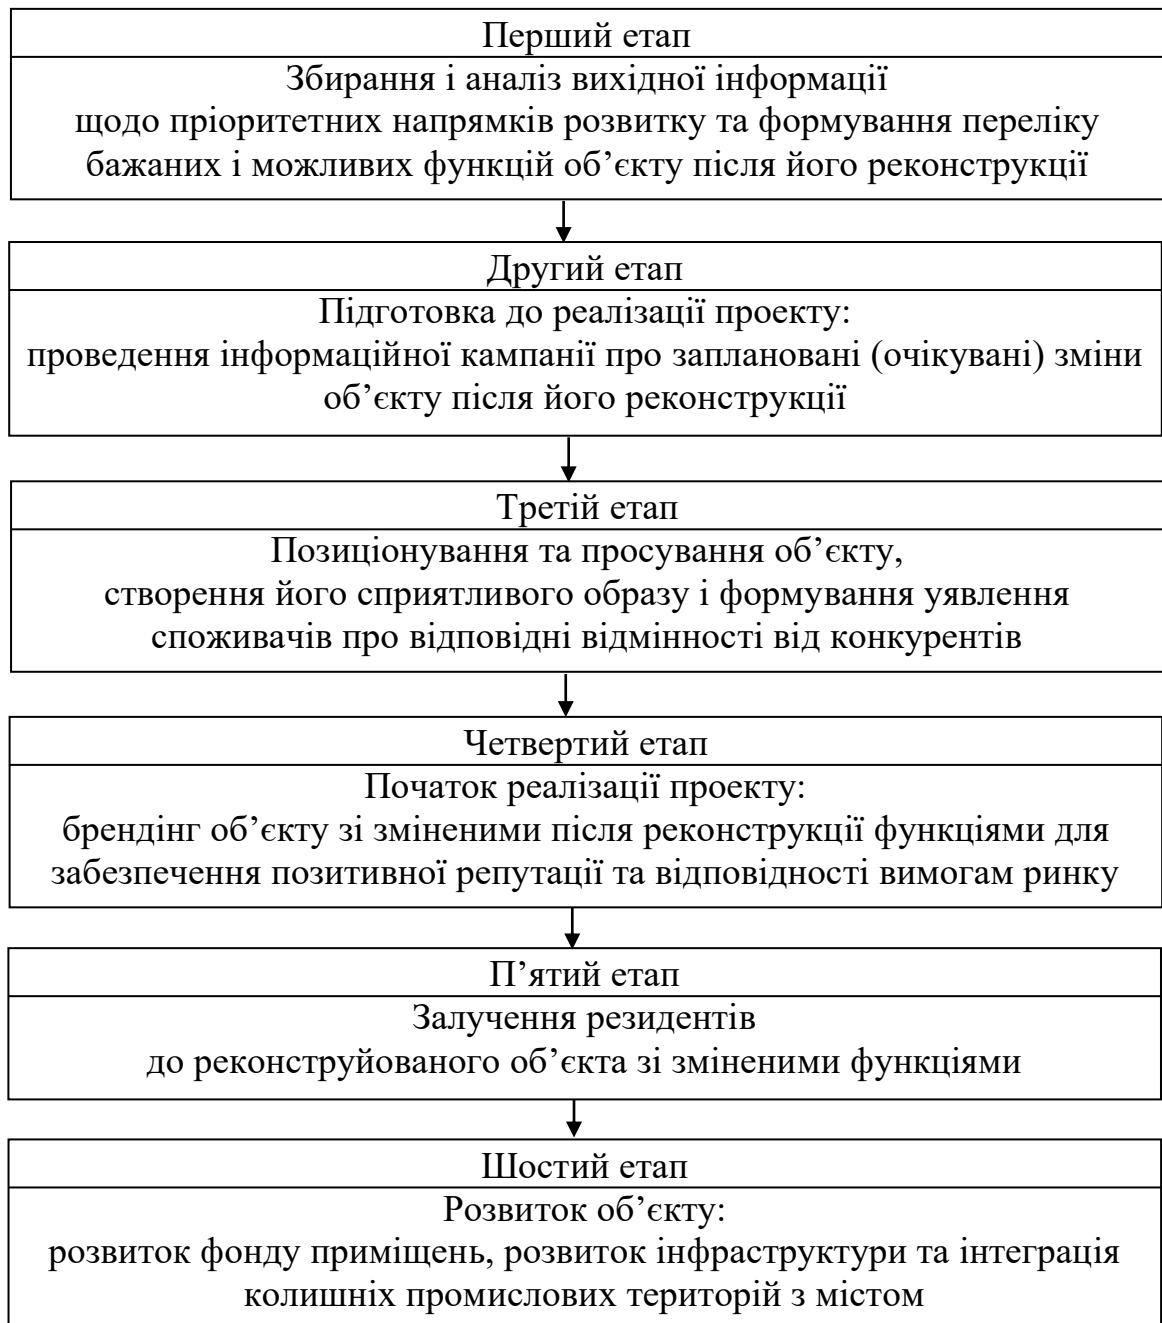 Перший етап
Збирання і аналіз вихідної інформації
щодо пріоритетних напрямків розвитку та формування переліку
бажаних і можливих функцій об’єкту після його реконструкції
Другий етап
Підготовка до реалізації проекту:
проведення інформаційної кампанії про заплановані (очікувані) зміни
об’єкту після його реконструкції
Третій етап
Позиціонування та просування об’єкту,
створення його сприятливого образу і формування уявлення
споживачів про відповідні відмінності від конкурентів
Четвертий етап
Початок реалізації проекту:
брендінг об’єкту зі зміненими після реконструкції функціями для
забезпечення позитивної репутації та відповідності вимогам ринку
П’ятий етап
Залучення резидентів
до реконструйованого об’єкта зі зміненими функціями
Шостий етап
Розвиток об’єкту:
розвиток фонду приміщень, розвиток інфраструктури та інтеграція
колишніх промислових територій з містом